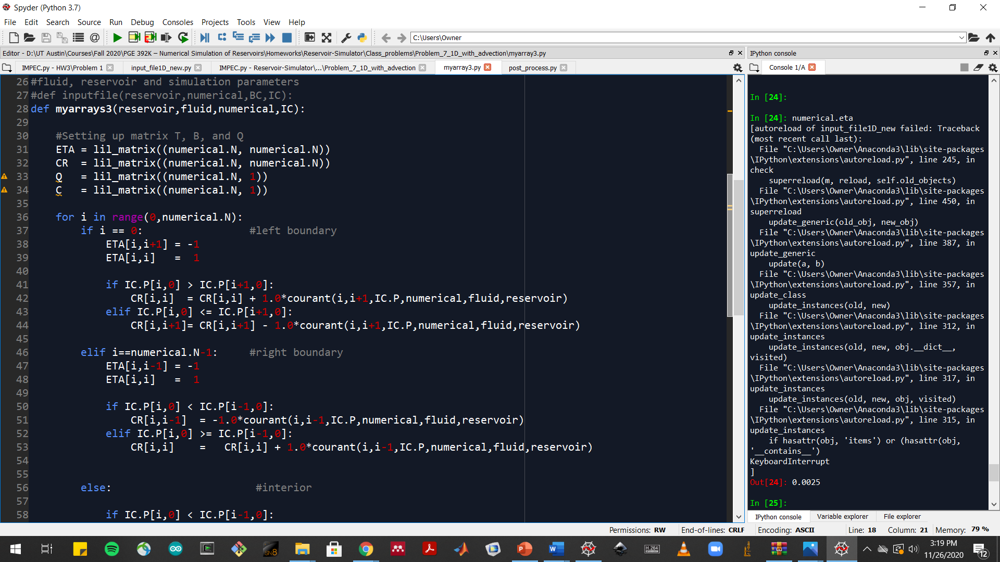 Spyder (Python 3.7)
File Edit Search Source Run Debug Consoles Projects Tools View Help
C:\Users\Owner
Editor - D:\UT Austin\Courses\Fall 2020\PGE 392K – Numerical Simulation of Reservoirs\Homeworks\Reservoir-Simulator\Class_problems\Problem_7_1D_with_advection\myarray3.py
IMPEC.py - HW3\Problem 1 input_file1D_new.py IMPEC.py - Reservoir-Simulator\...\Problem_7_1D_with_advection myarray3.py post_process.py
26 #fluid, reservoir and simulation parameters
27 #def inputfile(reservoir,numerical,BC,IC):
28 def myarrays3(reservoir,fluid,numerical,IC):
29
30     #Setting up matrix T, B, and Q
31     ETA = lil_matrix((numerical.N, numerical.N))
32     CR  = lil_matrix((numerical.N, numerical.N))
33     Q   = lil_matrix((numerical.N, 1))
34     C   = lil_matrix((numerical.N, 1))
35
36     for i in range(0,numerical.N):
37         if i == 0:                 #left boundary
38             ETA[i,i+1] = -1
39             ETA[i,i]   =  1
40
41             if IC.P[i,0] > IC.P[i+1,0]:
42                 CR[i,i]  = CR[i,i] + 1.0*courant(i,i+1,IC.P,numerical,fluid,reservoir)
43             elif IC.P[i,0] <= IC.P[i+1,0]:
44                 CR[i,i+1]= CR[i,i+1] - 1.0*courant(i,i+1,IC.P,numerical,fluid,reservoir)
45
46         elif i==numerical.N-1:     #right boundary
47             ETA[i,i-1] = -1
48             ETA[i,i]   =  1
49
50             if IC.P[i,0] < IC.P[i-1,0]:
51                 CR[i,i-1]  = -1.0*courant(i,i-1,IC.P,numerical,fluid,reservoir)
52             elif IC.P[i,0] >= IC.P[i-1,0]:
53                 CR[i,i]    =   CR[i,i] + 1.0*courant(i,i-1,IC.P,numerical,fluid,reservoir)
54
55
56         else:                       #interior
57
58             if IC.P[i,0] < IC.P[i-1,0]:
IPython console
Console 1/A
In [24]:
In [24]: numerical.eta
[autoreload of input_file1D_new failed: Traceback
(most recent call last):
  File "C:\Users\Owner\Anaconda3\lib\site-packages
\IPython\extensions\autoreload.py", line 245, in
check
    superreload(m, reload, self.old_objects)
  File "C:\Users\Owner\Anaconda3\lib\site-packages
\IPython\extensions\autoreload.py", line 450, in
superreload
    update_generic(old_obj, new_obj)
  File "C:\Users\Owner\Anaconda3\lib\site-packages
\IPython\extensions\autoreload.py", line 387, in
update_generic
    update(a, b)
  File "C:\Users\Owner\Anaconda3\lib\site-packages
\IPython\extensions\autoreload.py", line 357, in
update_class
    update_instances(old, new)
  File "C:\Users\Owner\Anaconda3\lib\site-packages
\IPython\extensions\autoreload.py", line 312, in
update_instances
    update_instances(old, new, obj.__dict__,
visited)
  File "C:\Users\Owner\Anaconda3\lib\site-packages
\IPython\extensions\autoreload.py", line 317, in
update_instances
    update_instances(old, new, obj, visited)
  File "C:\Users\Owner\Anaconda3\lib\site-packages
\IPython\extensions\autoreload.py", line 315, in
update_instances
    if hasattr(obj, 'items') or (hasattr(obj,
'__contains__')
KeyboardInterrupt
]
Out[24]: 0.0025
In [25]:
IPython console Variable explorer File explorer
Permissions: RW End-of-lines: CRLF Encoding: ASCII Line: 18 Column: 21 Memory: 79 %
SN8
H.264
3:19 PM
11/26/2020
12